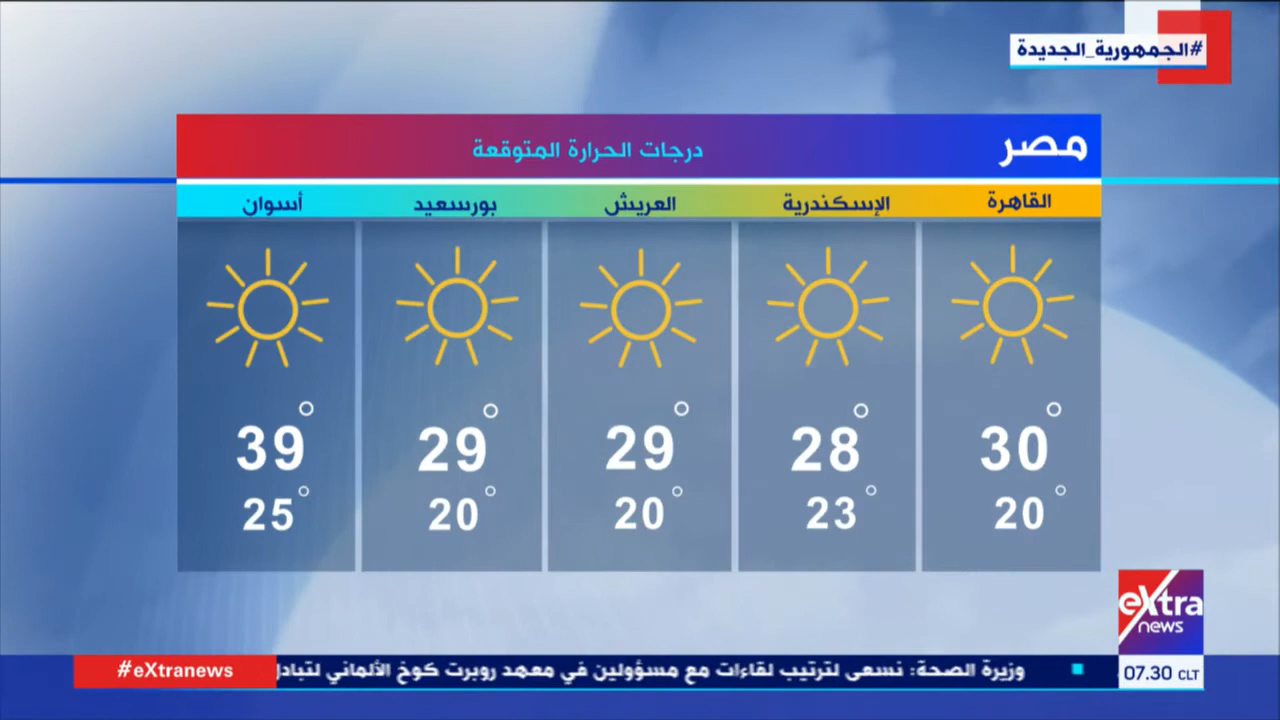 #الجمهورية_الجديدة
مصر
درجات الحرارة المتوقعة
القاهرة الإسكندرية العريش بورسعيد أسوان
30° 28° 29° 29° 39°
20° 23° 20° 20° 25°
eXtra
news
وزيرة الصحة: نسعى لترتيب لقاءات مع مسؤولين في معهد روبرت كوخ الألماني لتبادل
#eXtranews
07.30 CLT